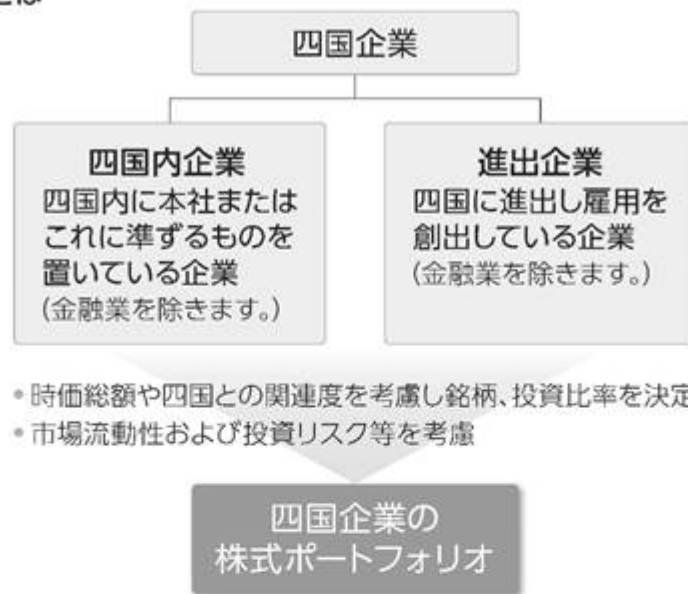 とは
四国企業
四国内企業
四国内に本社または
これに準ずるものを
置いている企業
(金融業を除きます。)
進出企業
四国に進出し雇用を
創出している企業
(金融業を除きます。)
• 時価総額や四国との関連度を考慮し銘柄、投資比率を決定
• 市場流動性および投資リスク等を考慮
四国企業の
株式ポートフォリオ